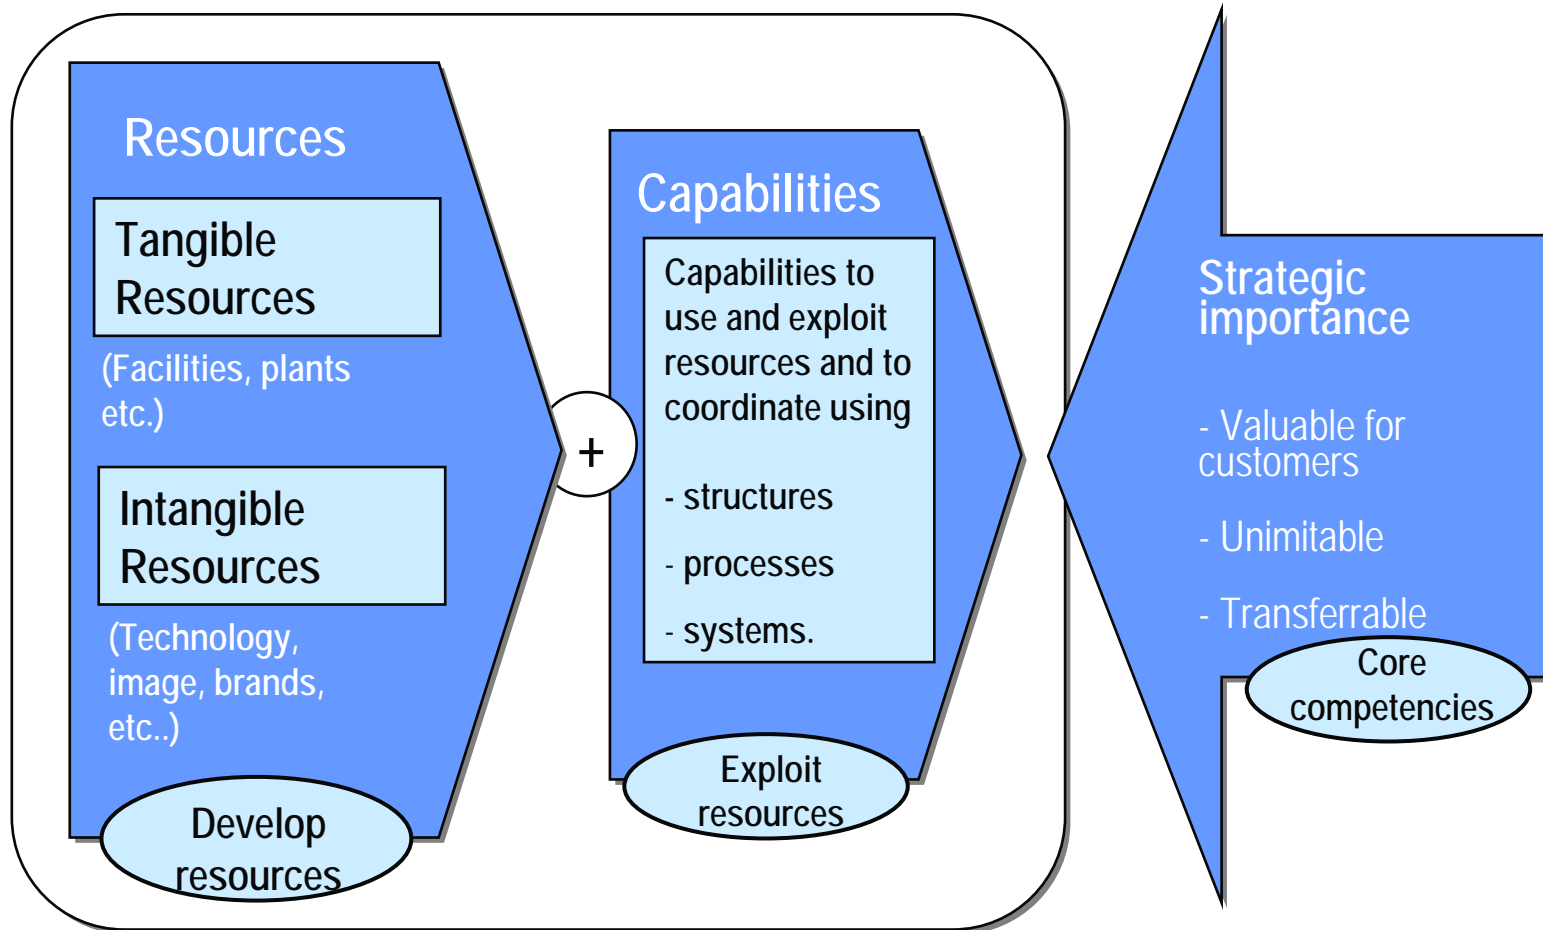 Resources
Tangible
Resources
(Facilities, plants
etc.)
Intangible
Resources
(Technology,
image, brands,
etc..)
Develop
resources
+
Capabilities
Capabilities to
use and exploit
resources and to
coordinate using
- structures
- processes
- systems.
Exploit
resources
Strategic
importance
- Valuable for
customers
- Unimitable
- Transferrable
Core
competencies